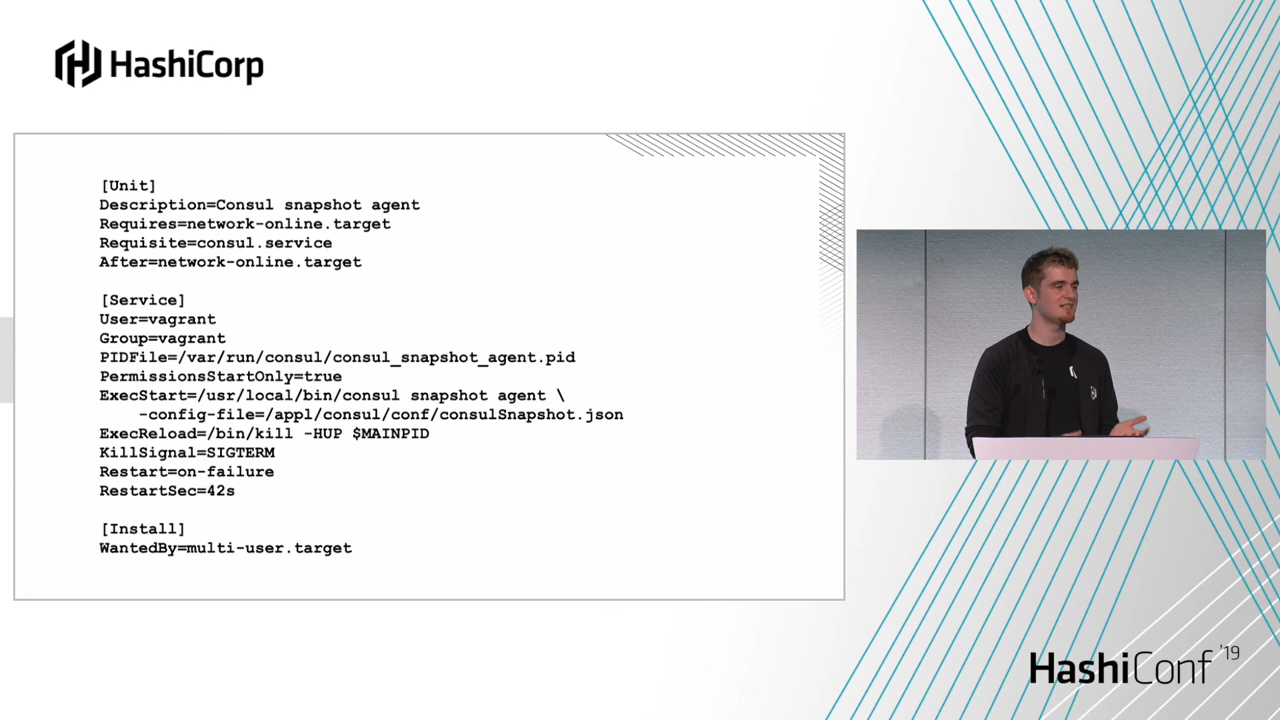 HashiCorp
[Unit]
Description=Consul snapshot agent
Requires=network-online.target
Requisite=consul.service
After=network-online.target
[Service]
User=vagrant
Group=vagrant
PIDFile=/var/run/consul/consul_snapshot_agent.pid
PermissionsStartOnly=true
ExecStart=/usr/local/bin/consul snapshot agent \
-config-file=/appl/consul/conf/consulSnapshot.json
ExecReload=/bin/kill -HUP $MAINPID
KillSignal=SIGTERM
Restart=on-failure
RestartSec=42s
[Install]
WantedBy=multi-user.target
HashiConf '19